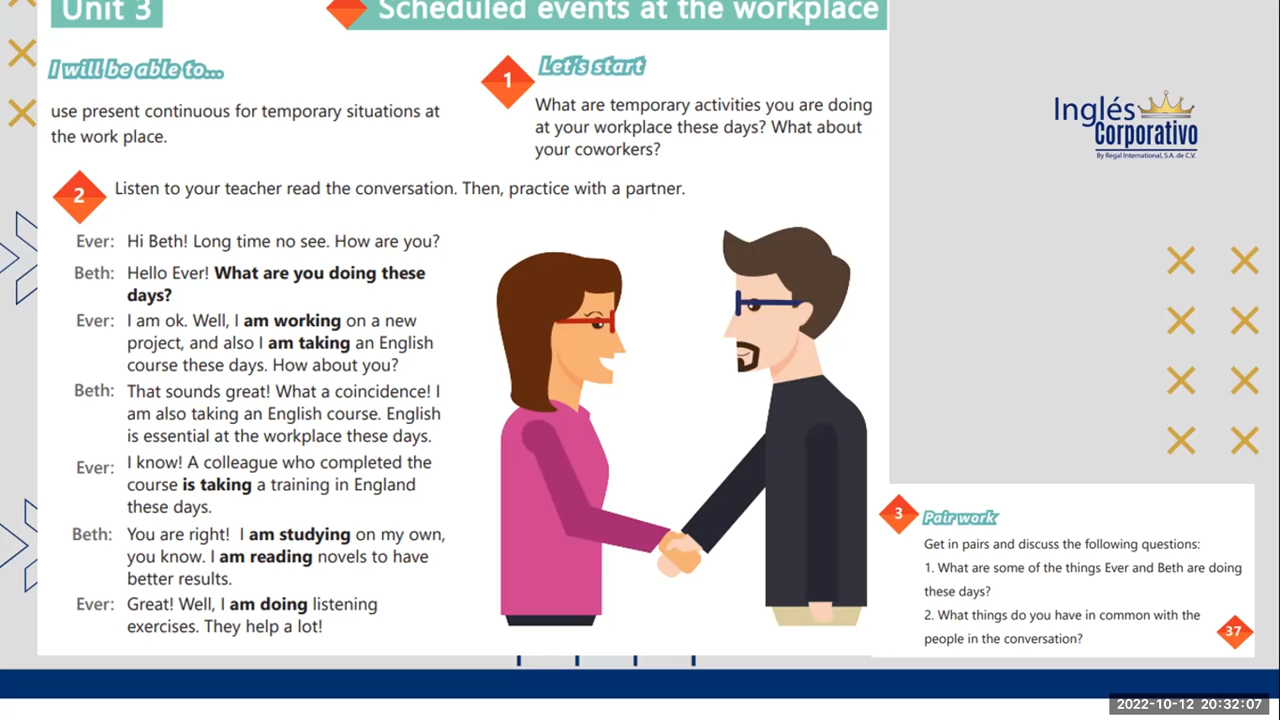 Unit 3
Scheduled events at the workplace
I will be able to...
use present continuous for temporary situations at
the work place.
1
Let's start
What are temporary activities you are doing
at your workplace these days? What about
your coworkers?
2
Listen to your teacher read the conversation. Then, practice with a partner.
Ever: Hi Beth! Long time no see. How are you?
Beth: Hello Ever! What are you doing these
days?
Ever: I am ok. Well, I am working on a new
project, and also I am taking an English
course these days. How about you?
Beth: That sounds great! What a coincidence! I
am also taking an English course. English
is essential at the workplace these days.
Ever: I know! A colleague who completed the
course is taking a training in England
these days.
Beth: You are right! I am studying on my own,
you know. I am reading novels to have
better results.
Ever: Great! Well, I am doing listening
exercises. They help a lot!
Inglés
Corporativo
By Regal International, S.A. de C.V.
3
Pair work
Get in pairs and discuss the following questions:
1. What are some of the things Ever and Beth are doing
these days?
2. What things do you have in common with the
people in the conversation?
37
2022-10-12 20:32:07